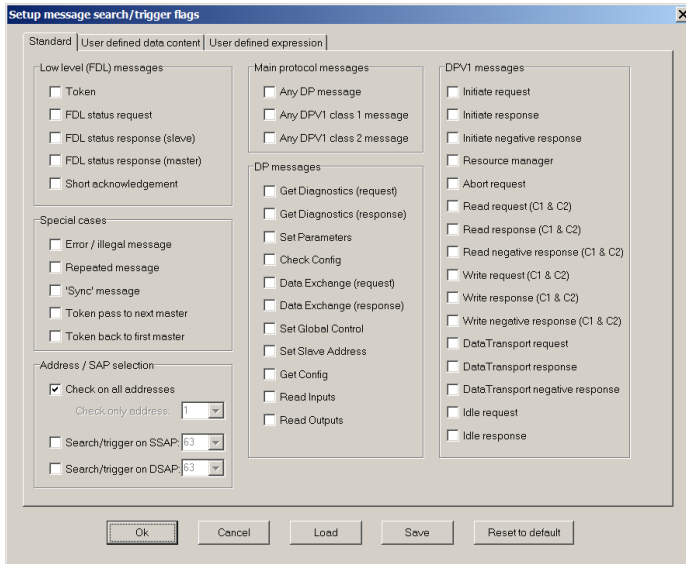 Setup message search/trigger flags
Standard
User defined data content
User defined expression
Low level (FDL) messages
Token
FDL status request
FDL status response (slave)
FDL status response (master)
Short acknowledgement
Special cases
Error / illegal message
Repeated message
'Sync' message
Token pass to next master
Token back to first master
Address / SAP selection
Check on all addresses
Check only address: 1
Search/trigger on SSAP: 63
Search/trigger on DSAP: 63
Main protocol messages
Any DP message
Any DPV1 class 1 message
Any DPV1 class 2 message
DP messages
Get Diagnostics (request)
Get Diagnostics (response)
Set Parameters
Check Config
Data Exchange (request)
Data Exchange (response)
Set Global Control
Set Slave Address
Get Config
Read Inputs
Read Outputs
DPV1 messages
Initiate request
Initiate response
Initiate negative response
Resource manager
Abort request
Read request (C1 & C2)
Read response (C1 & C2)
Read negative response (C1 & C2)
Write request (C1 & C2)
Write response (C1 & C2)
Write negative response (C1 & C2)
DataTransport request
DataTransport response
DataTransport negative response
Idle request
Idle response
Ok
Cancel
Load
Save
Reset to default